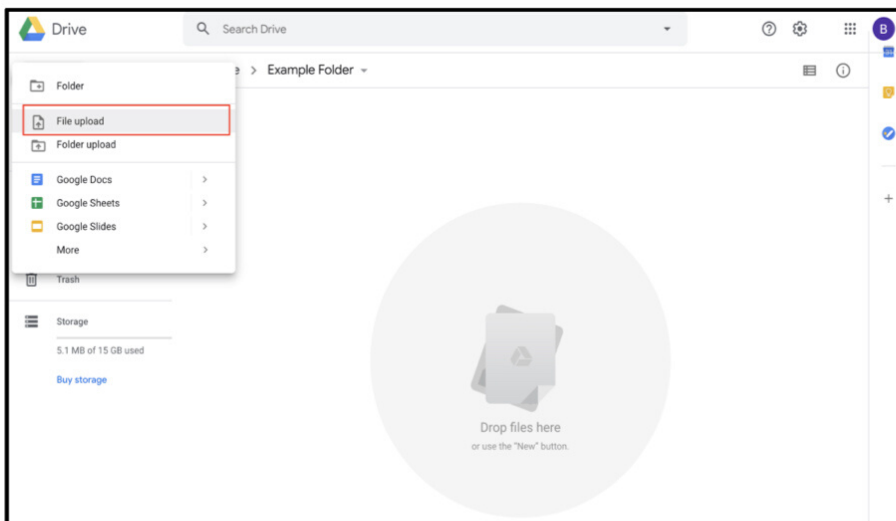 Drive
Search Drive
B
Example Folder
Folder
File upload
Folder upload
Google Docs
Google Sheets
Google Slides
More
Trash
Storage
5.1 MB of 15 GB used
Buy storage
Drop files here
or use the "New" button.